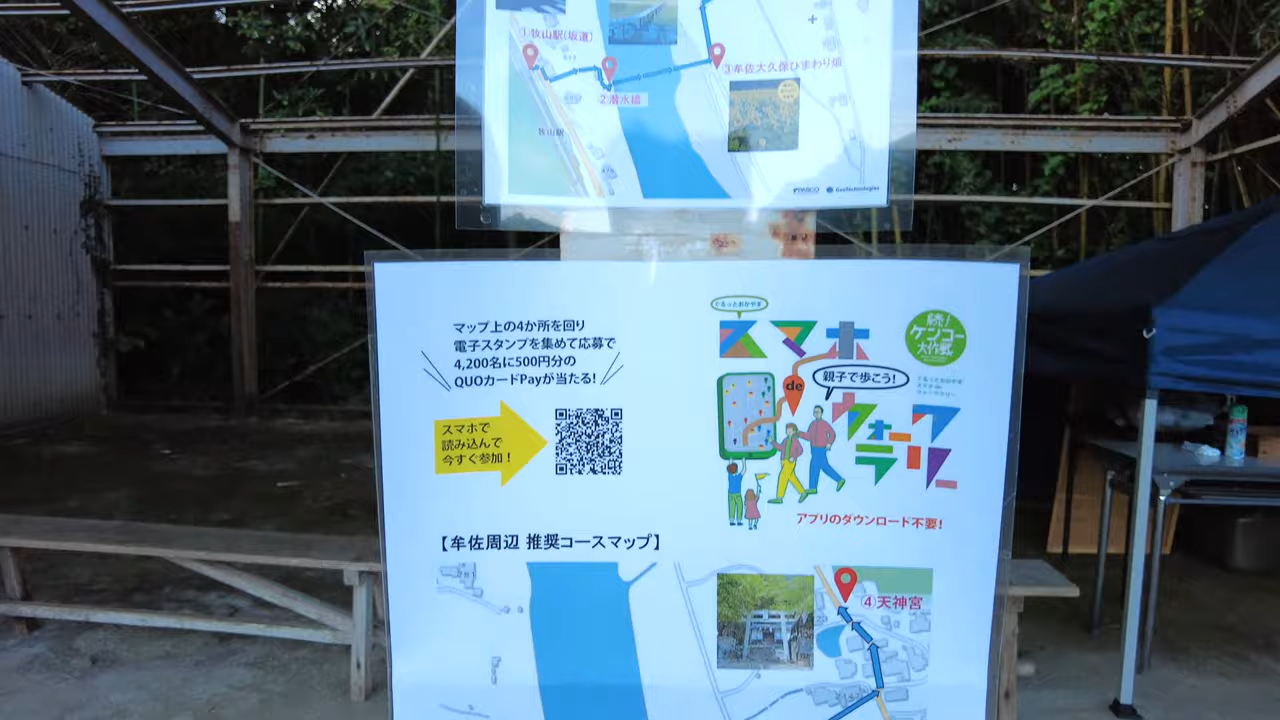 ①牧山駅(坂道)
②潜水橋
③牟佐大久保ひまわり畑
牧山駅
PASCO GeoTechnologies
マップ上の4か所を回り
電子スタンプを集めて応募で
4,200名に500円分の
QUOカードPayが当たる!
スマホで
読み込んで
今すぐ参加!
ぐるっとおかやま
スマホ
de
親子で歩こう!
ウォーク
ラリー
続!
ケンコー
大作戦
アプリのダウンロード不要!
【牟佐周辺 推奨コースマップ】
④天神宮